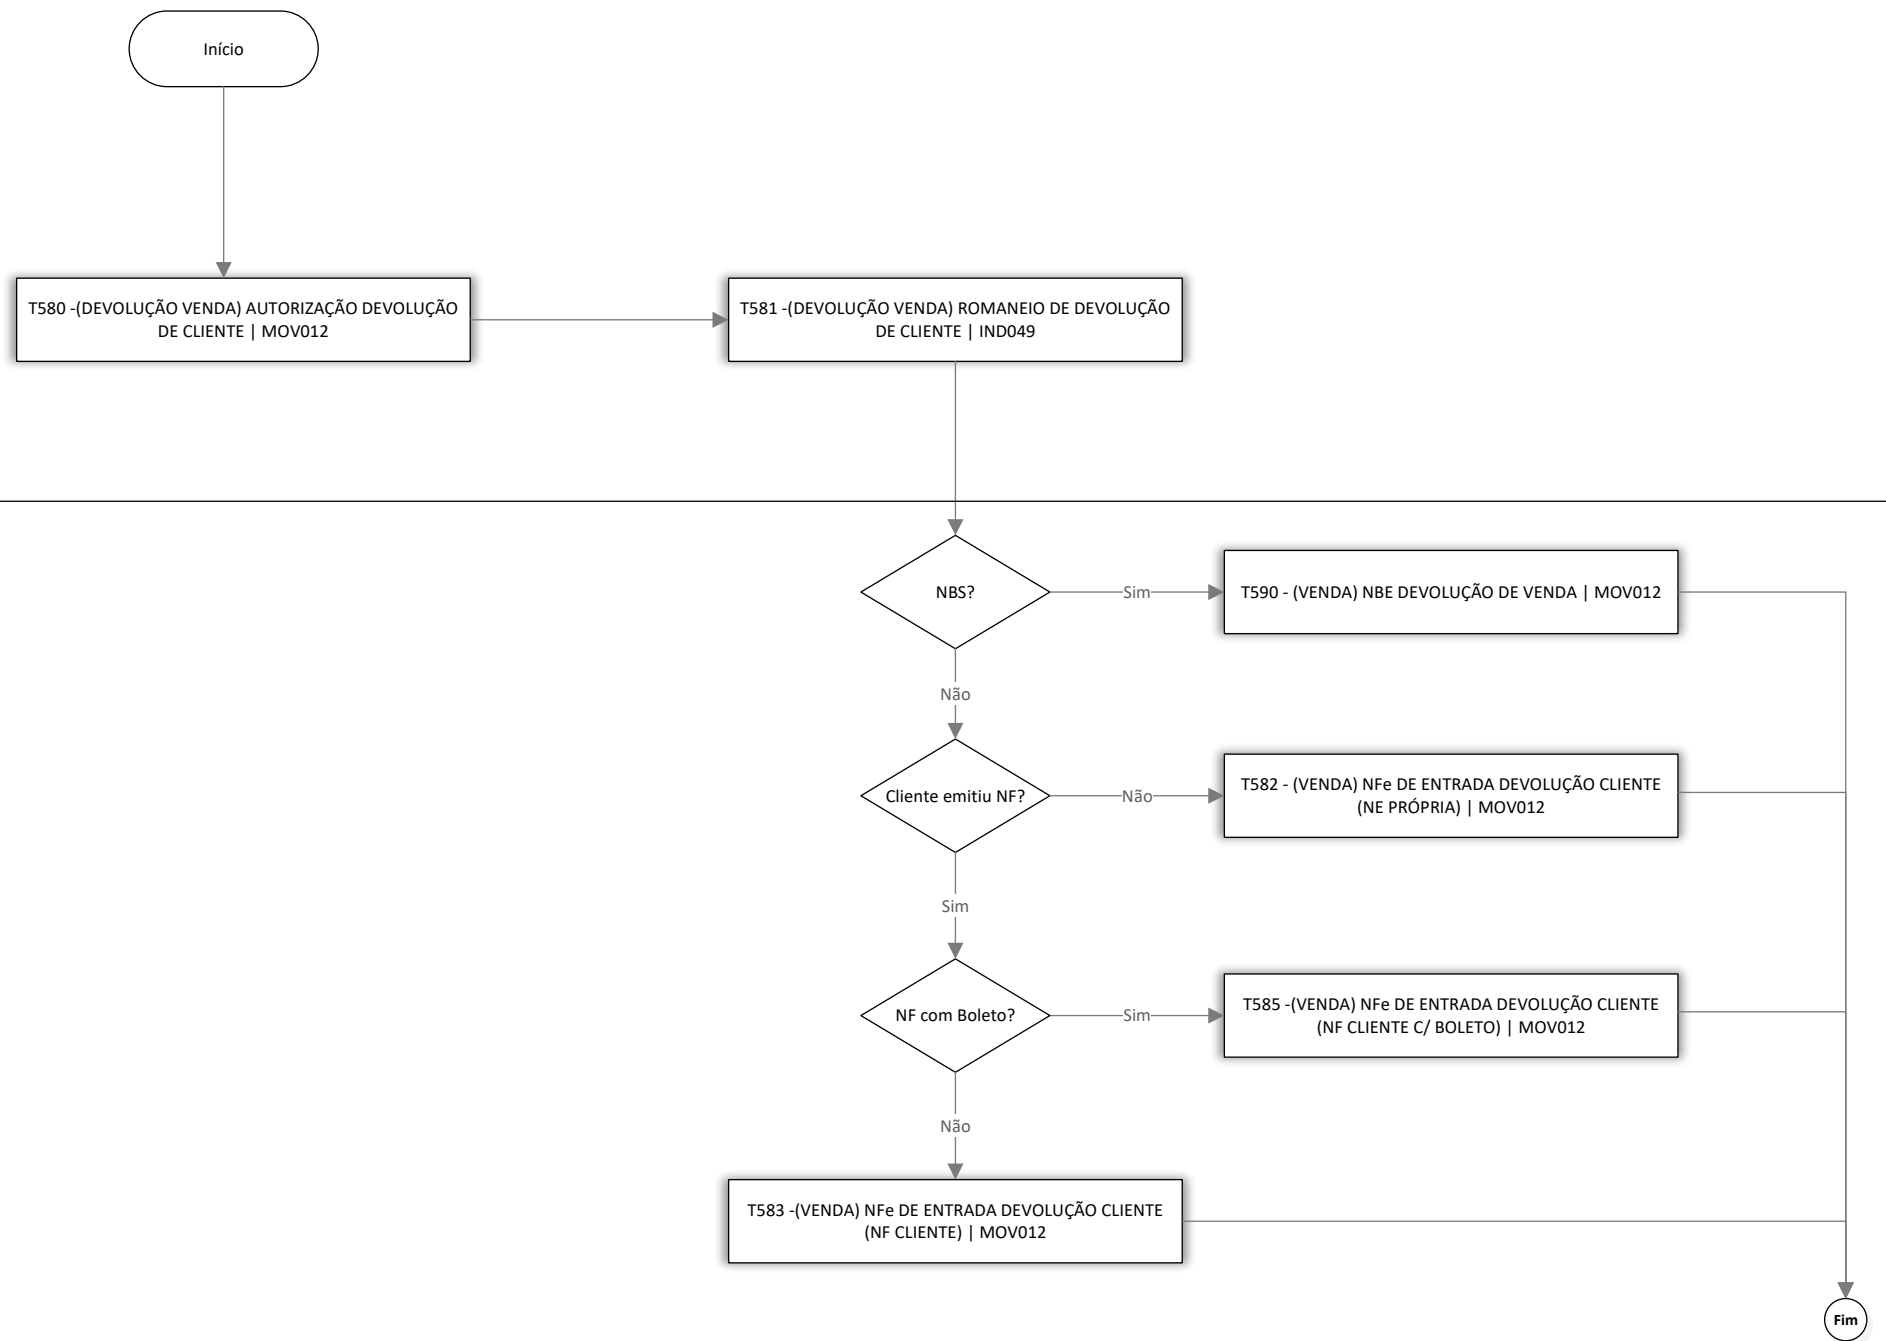 Início
T580 -(DEVOLUÇÃO VENDA) AUTORIZAÇÃO DEVOLUÇÃO
DE CLIENTE | MOV012
T581 -(DEVOLUÇÃO VENDA) ROMANEIO DE DEVOLUÇÃO
DE CLIENTE | IND049
NBS?
Sim
T590 - (VENDA) NBE DEVOLUÇÃO DE VENDA | MOV012
Não
Cliente emitiu NF?
Não
T582 - (VENDA) NFe DE ENTRADA DEVOLUÇÃO CLIENTE
(NE PRÓPRIA) | MOV012
Sim
NF com Boleto?
Sim
T585 -(VENDA) NFe DE ENTRADA DEVOLUÇÃO CLIENTE
(NF CLIENTE C/ BOLETO) | MOV012
Não
T583 -(VENDA) NFe DE ENTRADA DEVOLUÇÃO CLIENTE
(NF CLIENTE) | MOV012
Fim